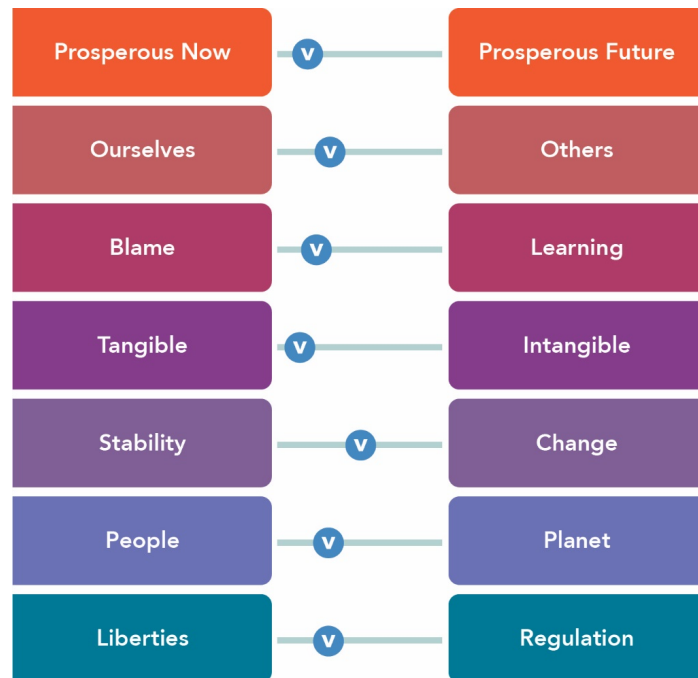 Prosperous Now v Prosperous Future
Ourselves v Others
Blame v Learning
Tangible v Intangible
Stability v Change
People v Planet
Liberties v Regulation